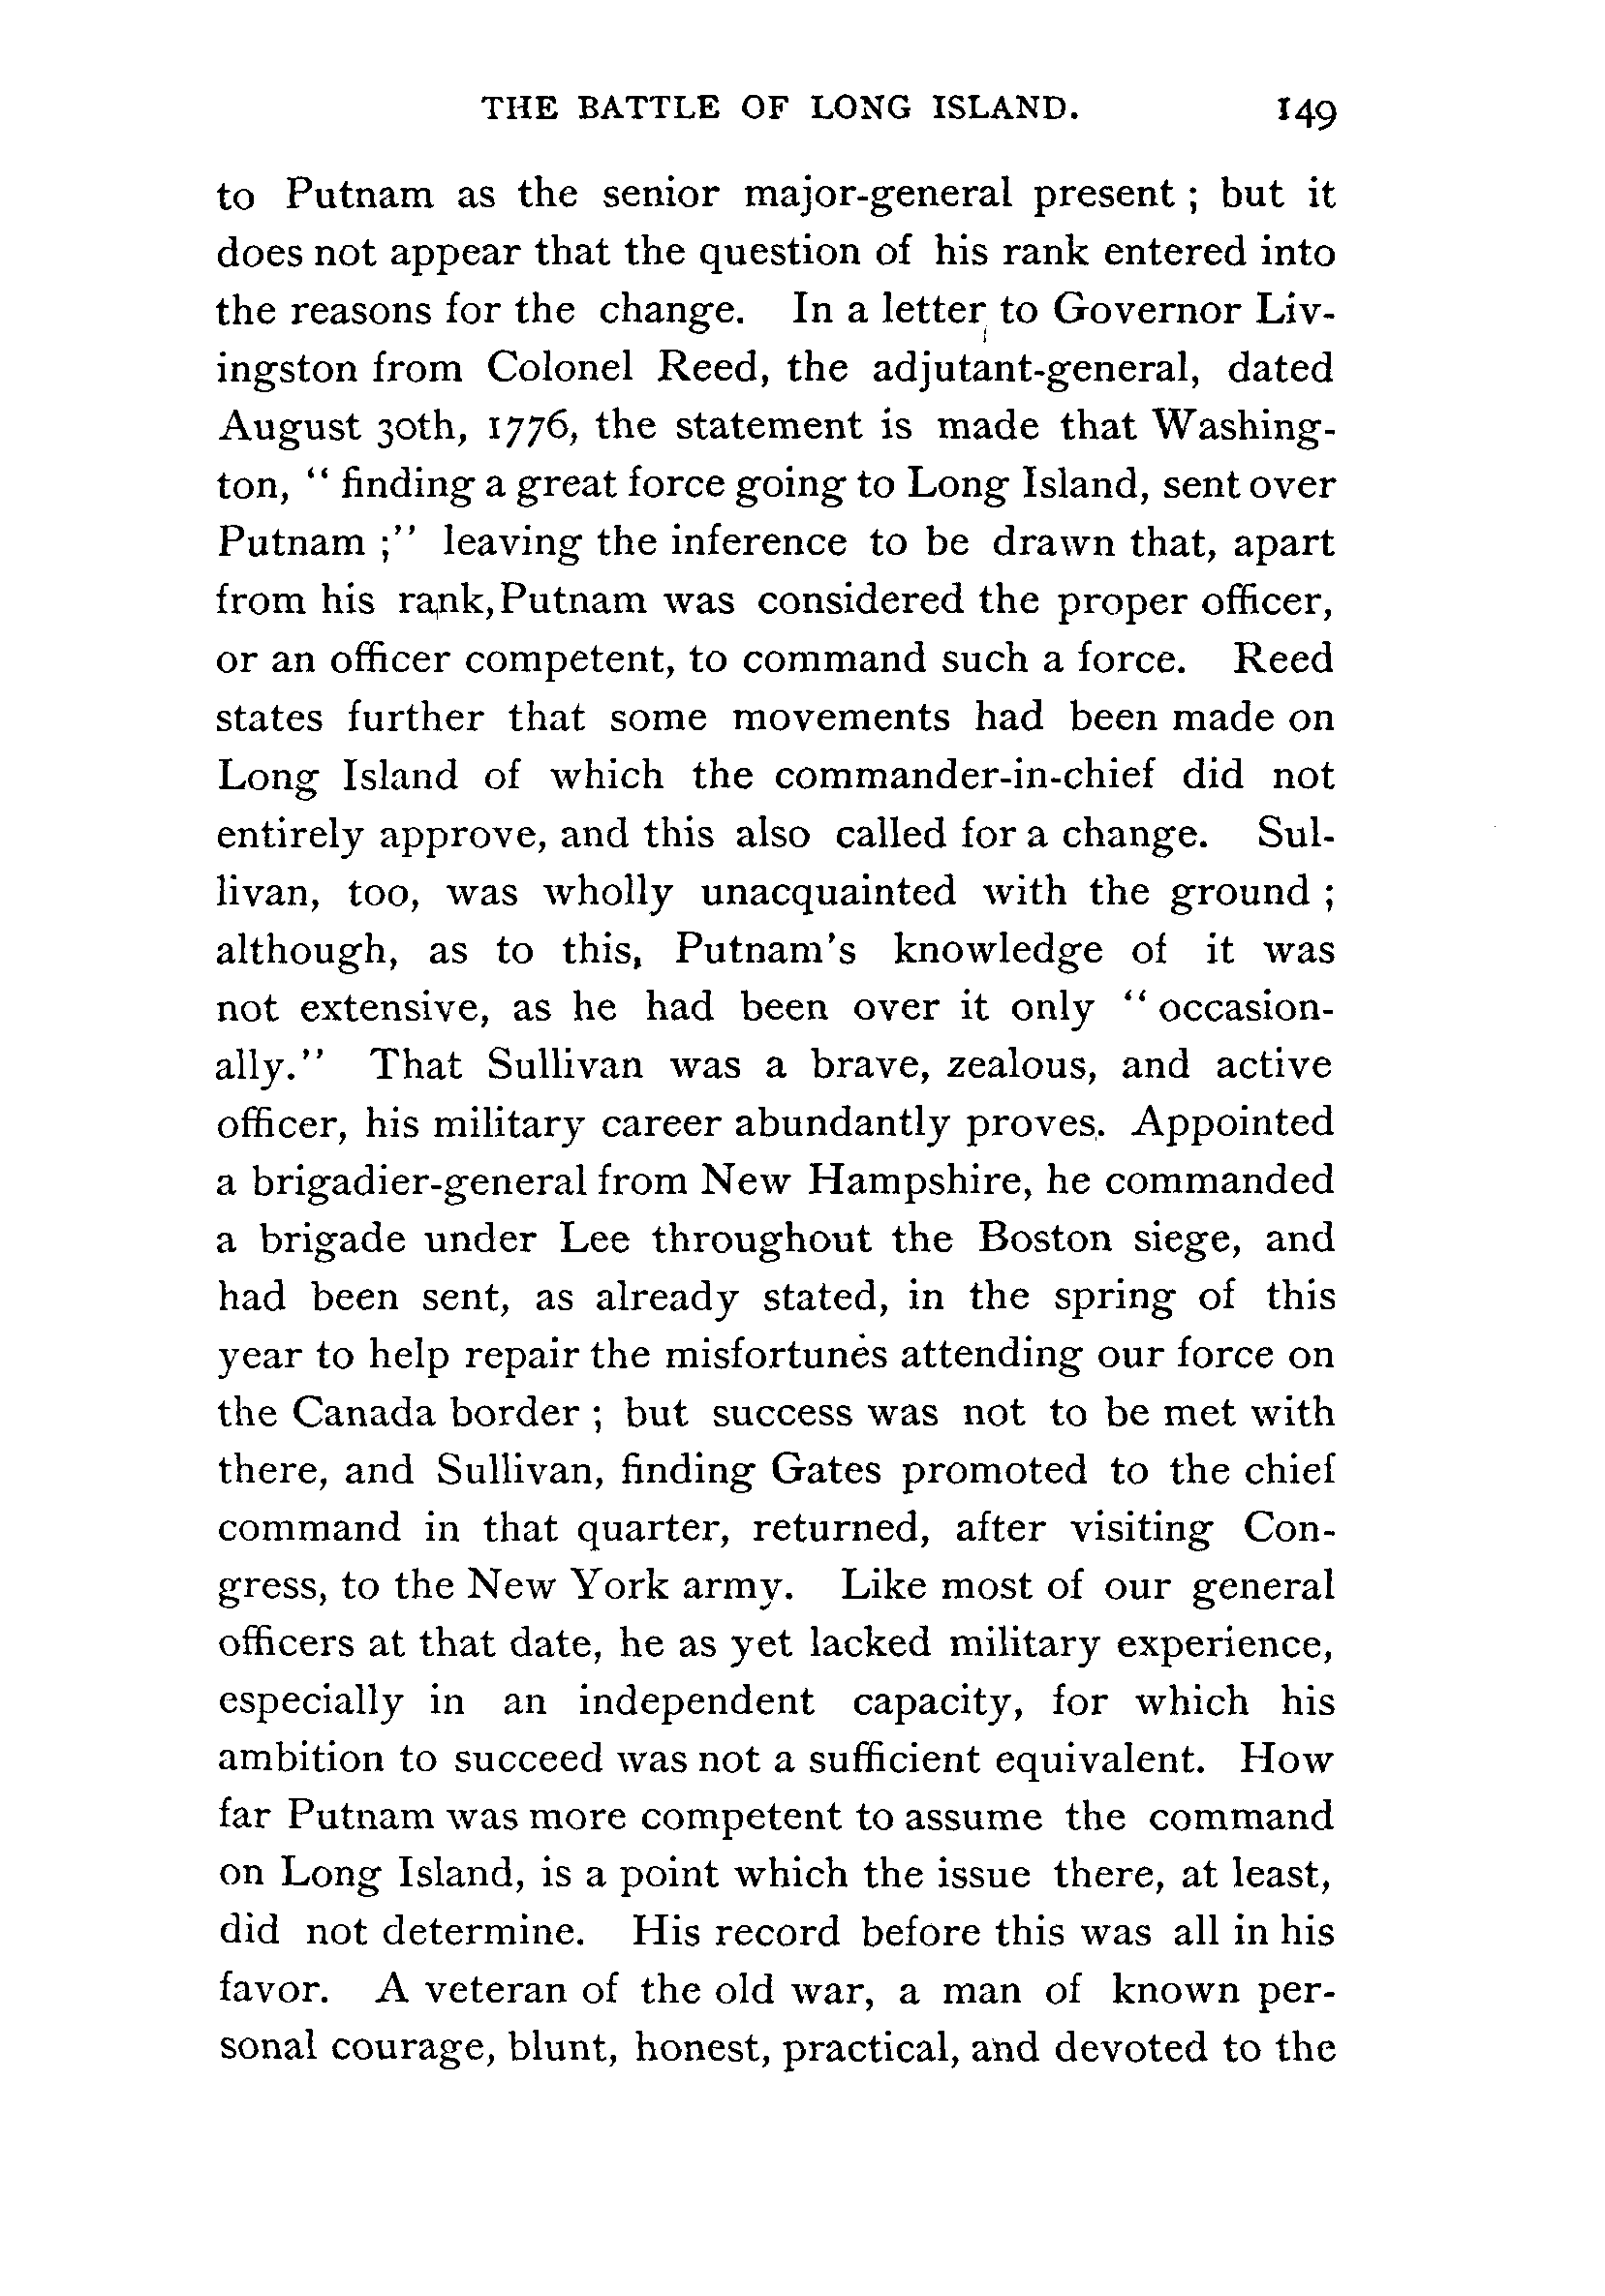 THE BATTLE OF LONG ISLAND. 149
to Putnam as the senior major-general present ; but it
does not appear that the question of his rank entered into
the reasons for the change. In a letter to Governor Liv-
ingston from Colonel Reed, the adjutant-general, dated
August 30th, 1776, the statement is made that Washing-
ton, “ finding a great force going to Long Island, sent over
Putnam ;” leaving the inference to be drawn that, apart
from his rank, Putnam was considered the proper officer,
or an officer competent, to command such a force. Reed
states further that some movements had been made on
Long Island of which the commander-in-chief did not
entirely approve, and this also called for a change. Sul-
livan, too, was wholly unacquainted with the ground ;
although, as to this, Putnam's knowledge of it was
not extensive, as he had been over it only “ occasion-
ally.” That Sullivan was a brave, zealous, and active
officer, his military career abundantly proves. Appointed
a brigadier-general from New Hampshire, he commanded
a brigade under Lee throughout the Boston siege, and
had been sent, as already stated, in the spring of this
year to help repair the misfortunes attending our force on
the Canada border ; but success was not to be met with
there, and Sullivan, finding Gates promoted to the chief
command in that quarter, returned, after visiting Con-
gress, to the New York army. Like most of our general
officers at that date, he as yet lacked military experience,
especially in an independent capacity, for which his
ambition to succeed was not a sufficient equivalent. How
far Putnam was more competent to assume the command
on Long Island, is a point which the issue there, at least,
did not determine. His record before this was all in his
favor. A veteran of the old war, a man of known per-
sonal courage, blunt, honest, practical, and devoted to the